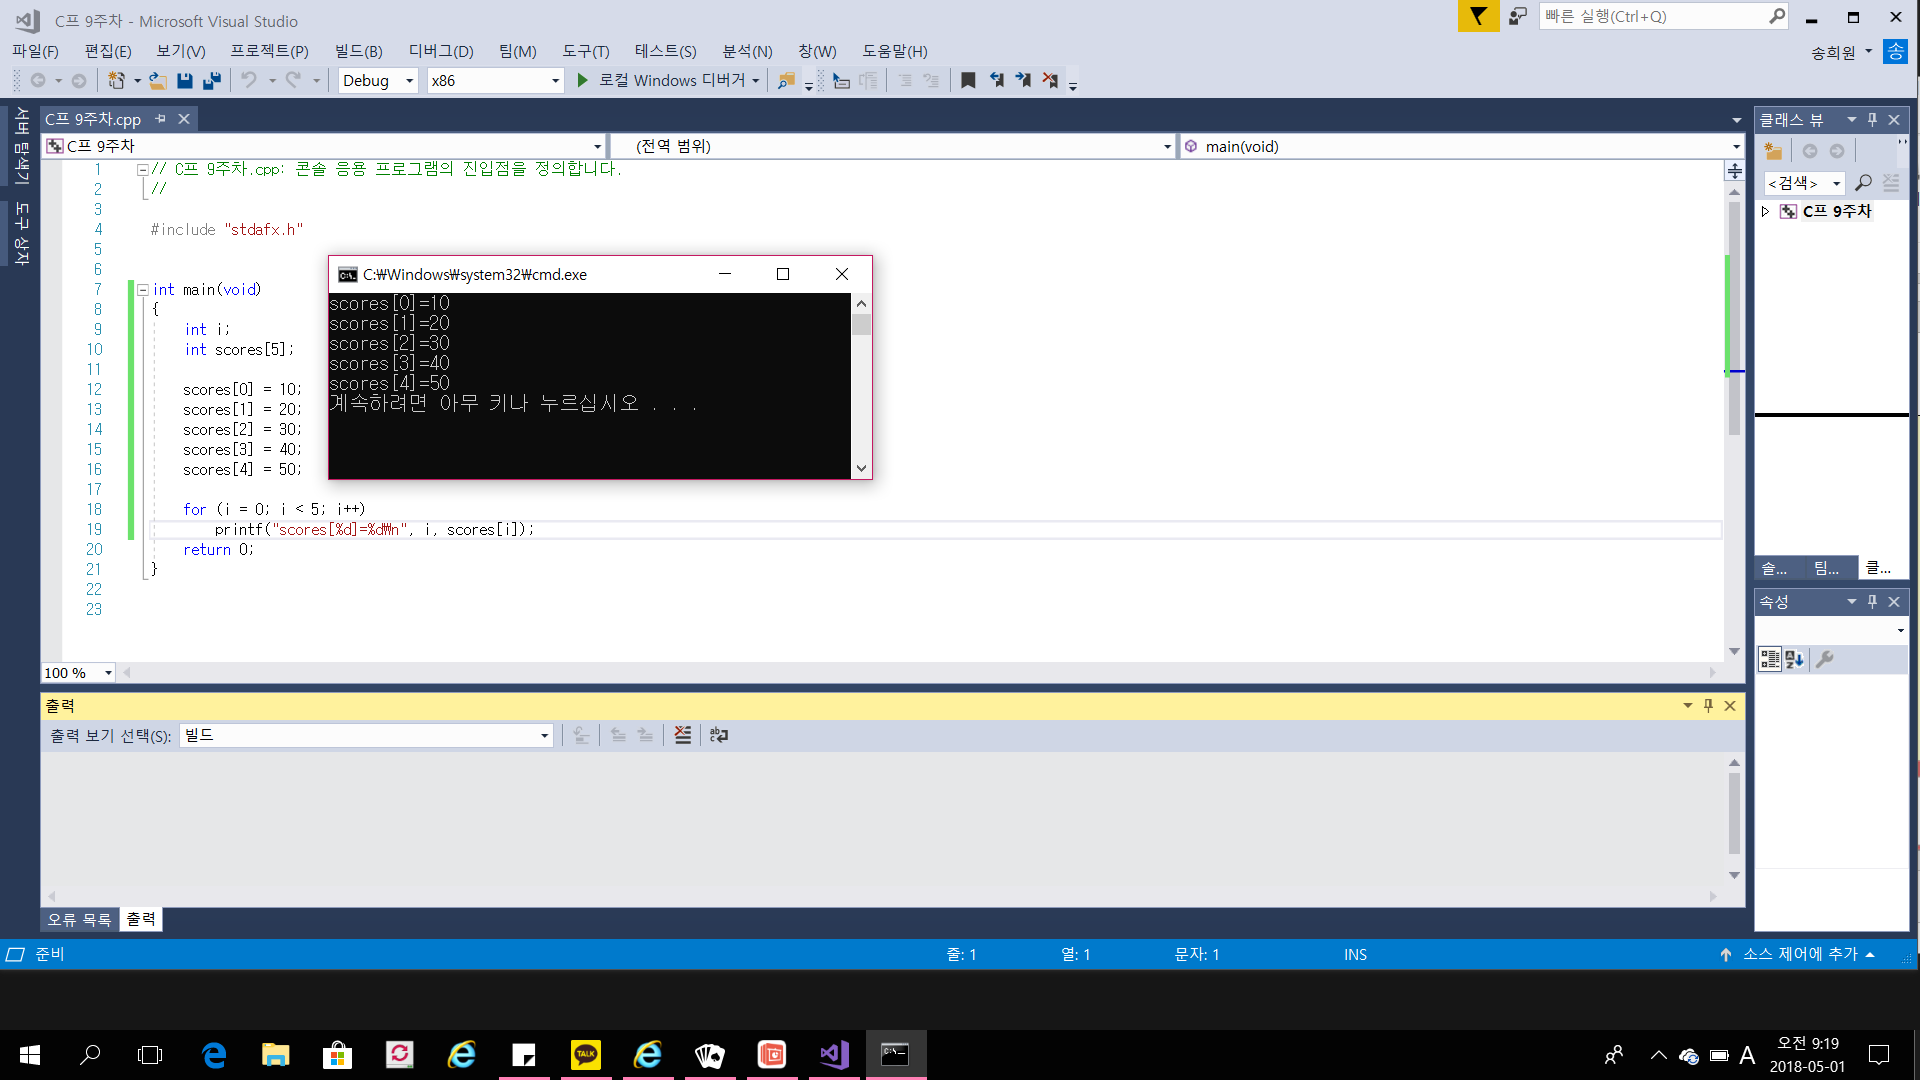 C프 9주차 - Microsoft Visual Studio
빠른 실행(Ctrl+Q)
파일(F) 편집(E) 보기(V) 프로젝트(P) 빌드(B) 디버그(D) 팀(M) 도구(T) 테스트(S) 분석(N) 창(W) 도움말(H)
송희원 송
Debug x86 로컬 Windows 디버거
서버 탐색기
도구 상자
C프 9주차.cpp
C프 9주차 (전역 범위) main(void)
1 // C프 9주차.cpp: 콘솔 응용 프로그램의 진입점을 정의합니다.
2 //
3
4 #include "stdafx.h"
5
6
7 int main(void)
8 {
9 int i;
10 int scores[5];
11
12 scores[0] = 10;
13 scores[1] = 20;
14 scores[2] = 30;
15 scores[3] = 40;
16 scores[4] = 50;
17
18 for (i = 0; i < 5; i++)
19 printf("scores[%d]=%d₩n", i, scores[i]);
20 return 0;
21 }
22
23
C:₩Windows₩system32₩cmd.exe
scores[0]=10
scores[1]=20
scores[2]=30
scores[3]=40
scores[4]=50
계속하려면 아무 키나 누르십시오 . . .
100 %
클래스 뷰
<검색>
C프 9주차
솔... 팀... 클...
속성
출력
출력 보기 선택(S): 빌드
오류 목록 출력
준비 줄: 1 열: 1 문자: 1 INS 소스 제어에 추가
TALK
A
오전 9:19
2018-05-01